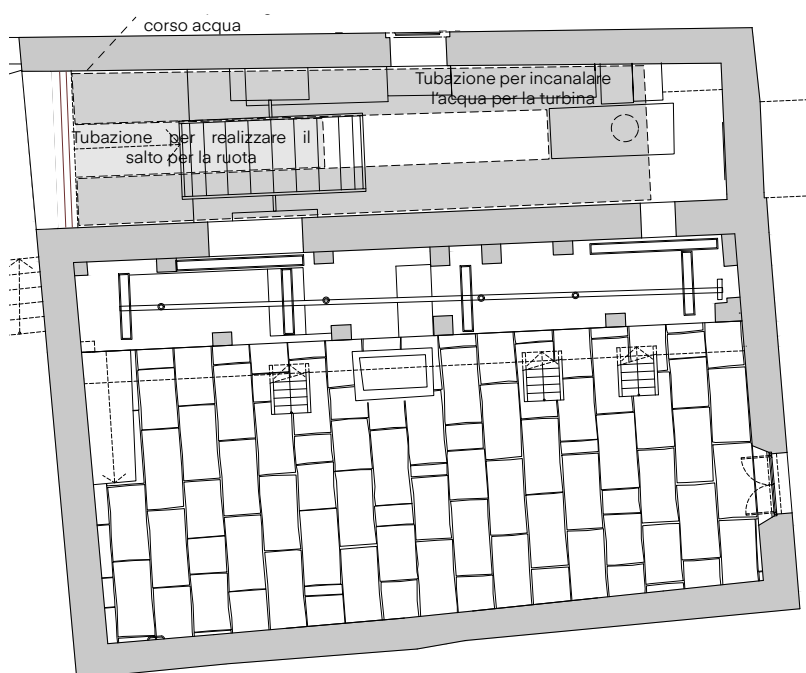 corso acqua
Tubazione per incanalare
l'acqua per la turbina
Tubazione per realizzare il
salto per la ruota